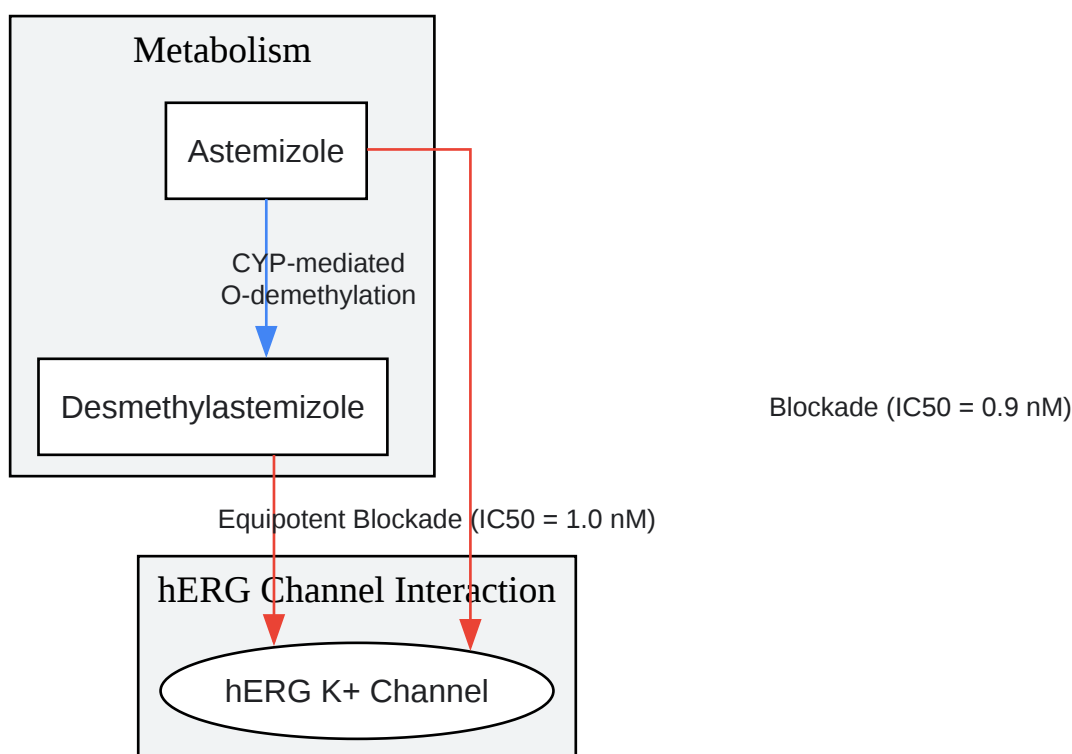 Metabolism
Astemizole
CYP-mediated
O-demethylation
Desmethylastemizole
Blockade (IC50 = 0.9 nM)
Equipotent Blockade (IC50 = 1.0 nM)
hERG Channel Interaction
hERG K+ Channel